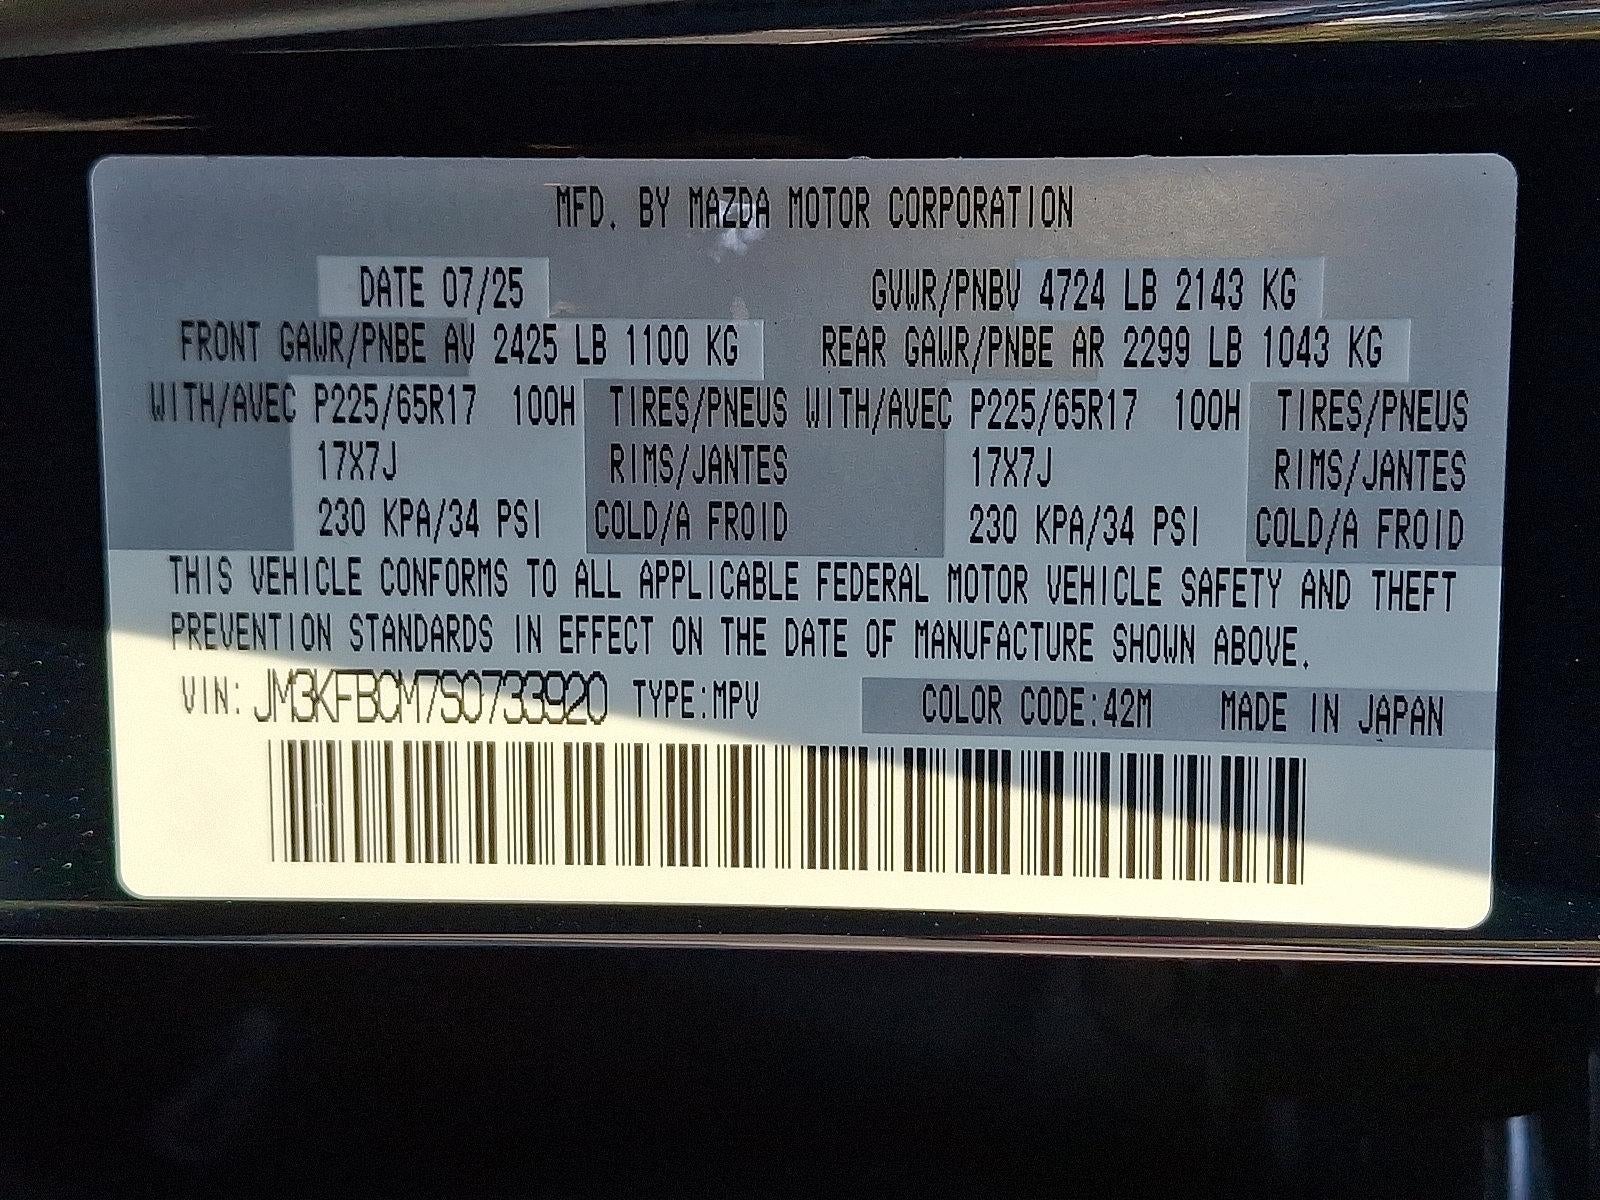 MFD. BY MAZDA MOTOR CORPORATION
DATE 07/25 GVWR/PNBV 4724 LB 2143 KG
FRONT GAWR/PNBE AV 2425 LB 1100 KG REAR GAWR/PNBE AR 2299 LB 1043 KG
WITH/AVEC P225/65R17 100H TIRES/PNEUS WITH/AVEC P225/65R17 100H TIRES/PNEUS
17X7J RIMS/JANTES 17X7J RIMS/JANTES
230 KPA/34 PSI COLD/A FROID 230 KPA/34 PSI COLD/A FROID
THIS VEHICLE CONFORMS TO ALL APPLICABLE FEDERAL MOTOR VEHICLE SAFETY AND THEFT
PREVENTION STANDARDS IN EFFECT ON THE DATE OF MANUFACTURE SHOWN ABOVE.
VIN: JM3KFBCM7S0733920 TYPE:MPV COLOR CODE:42M MADE IN JAPAN